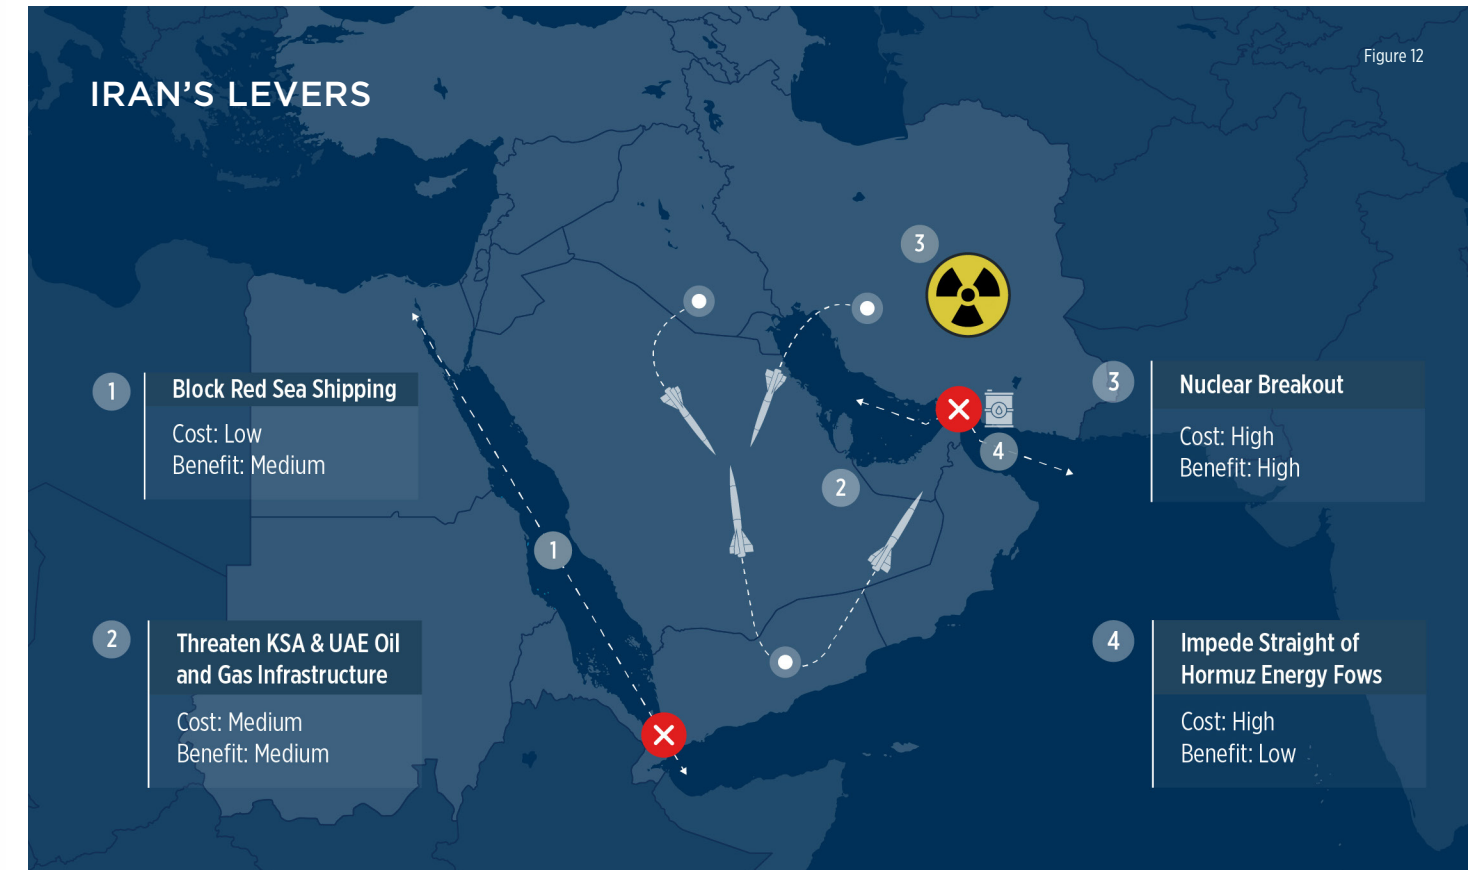 Figure 12
IRAN'S LEVERS
3
1
Block Red Sea Shipping
Cost: Low
Benefit: Medium
3
Nuclear Breakout
Cost: High
Benefit: High
4
2
1
2
Threaten KSA & UAE Oil
and Gas Infrastructure
Cost: Medium
Benefit: Medium
4
Impede Straight of
Hormuz Energy Fows
Cost: High
Benefit: Low